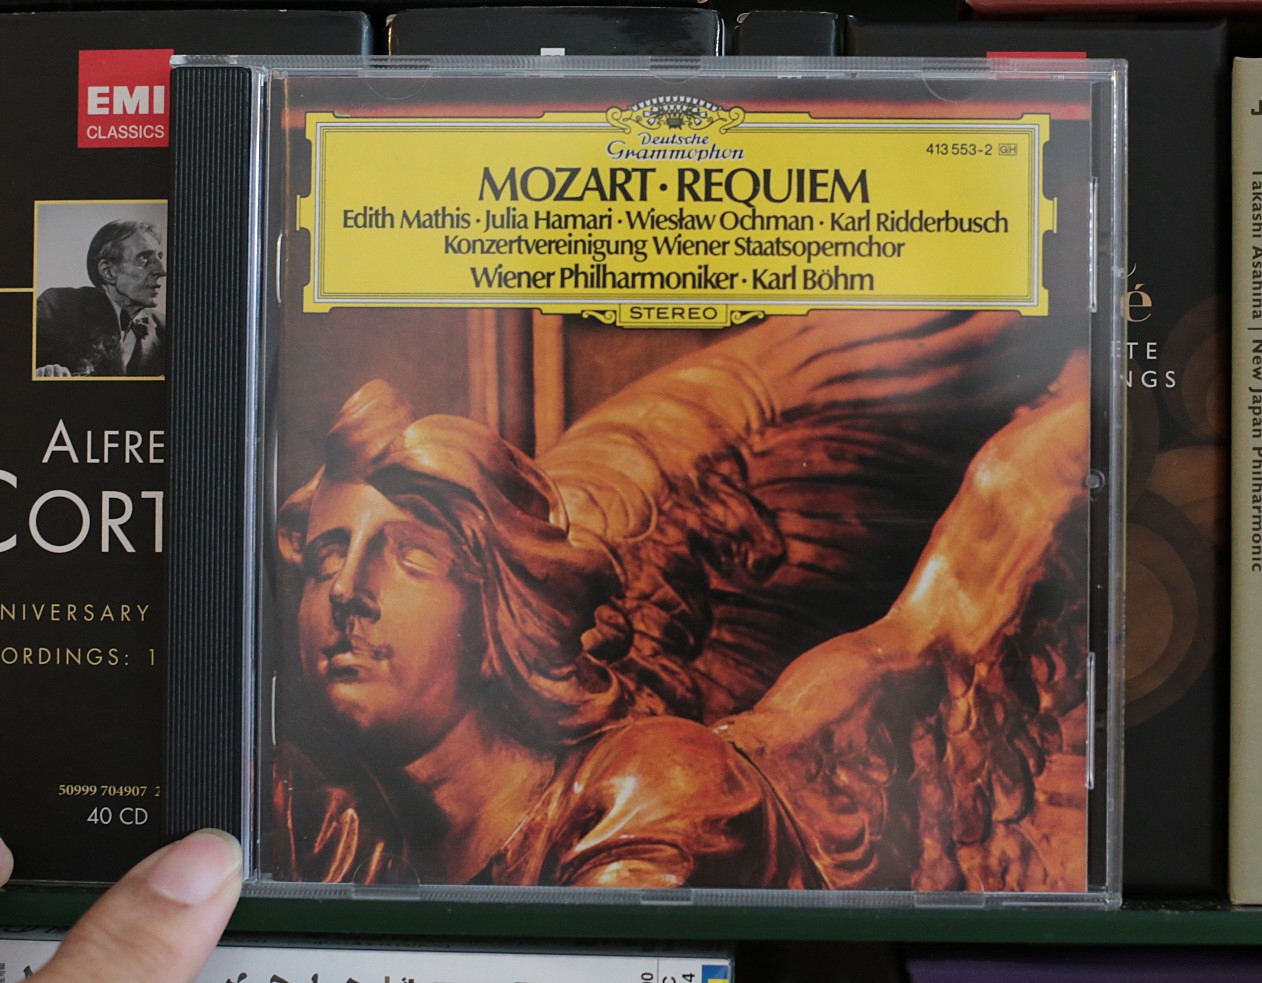 EMI
CLASSICS
Deutsche
Grammophon
413 553-2 GH
MOZART · REQUIEM
Edith Mathis · Julia Hamari · Wiesław Ochman · Karl Ridderbusch
Konzertvereinigung Wiener Staatsopernchor
Wiener Philharmoniker · Karl Böhm
STEREO
ALFRE
CORT
NIVERSARY
ORDINGS: 1
50999 704907 2
40 CD
é
ETE
NGS
Takashi Asahina | New Japan Philharmonic